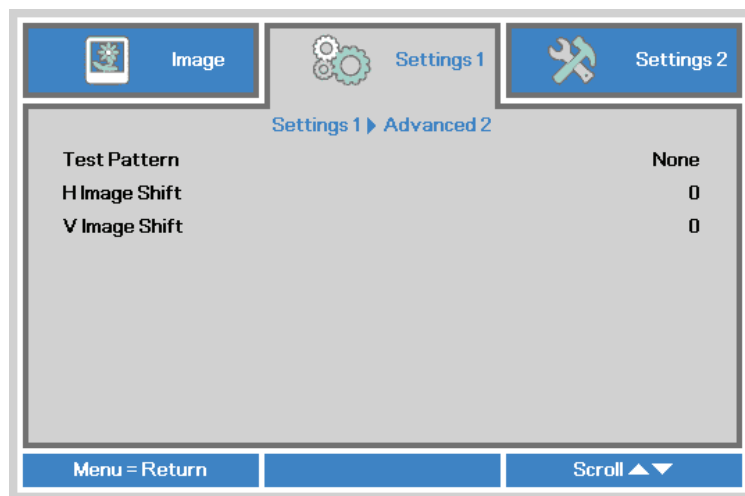 Image
Settings 1
Settings 2
Settings 1 ▶ Advanced 2
Test Pattern None
H Image Shift 0
V Image Shift 0
Menu = Return
Scroll ▲▼